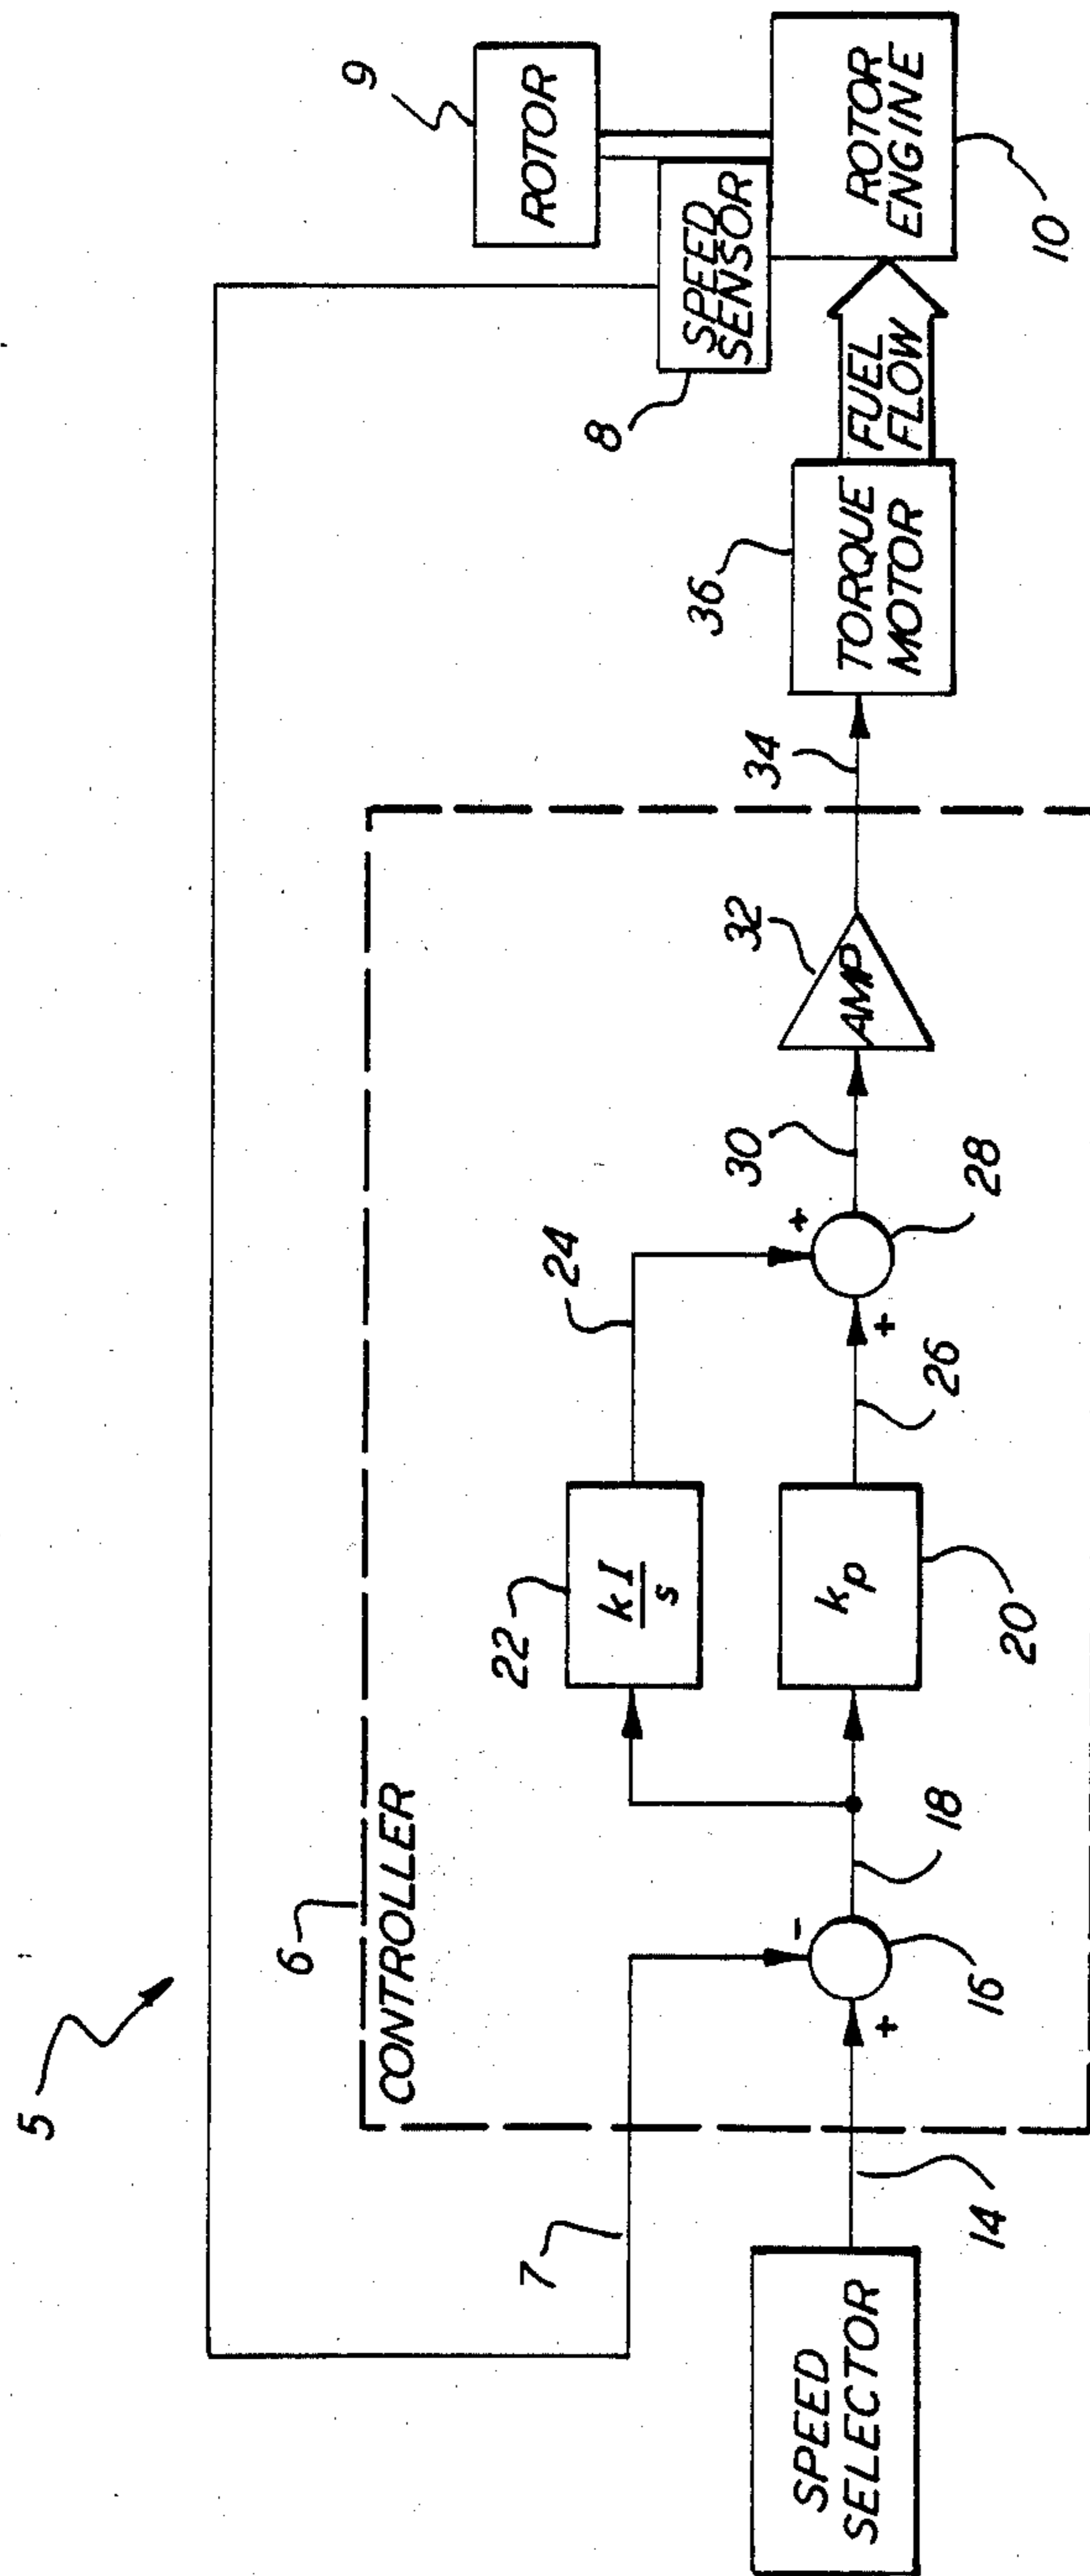 5
9
ROTOR
SPEED
SENSOR
8
ROTOR
ENGINE
10
FUEL
FLOW
36
TORQUE
MOTOR
34
6
CONTROLLER
32
AMP
30
28
+
+
24
26
22
kI
s
kp
20
18
16
-
+
7
14
SPEED
SELECTOR